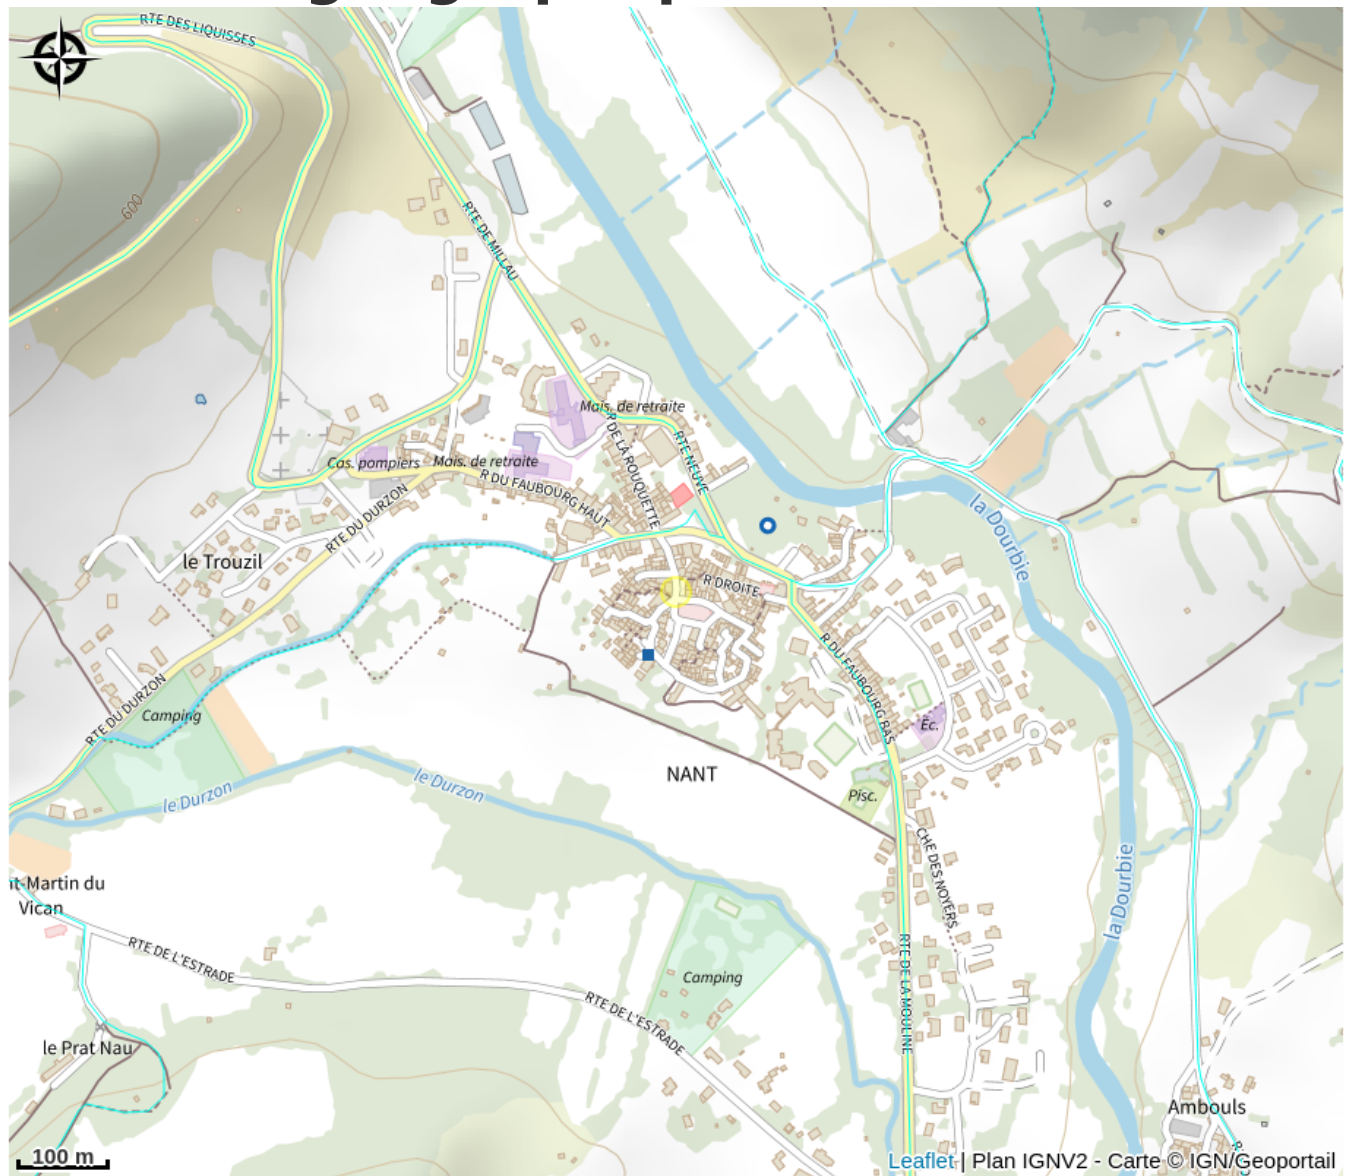 RTE DES LIQUISSES
600
RTE DE MILLAU
Mais. de retraite
R DE LA ROUQUETTE
RTE NEUVE
Cas. pompiers
Mais. de retraite
R DU FAUBOURG HAUT
RTE DU DURZON
la Dourbie
le Trouzil
R DROITE
R DU FAUBOURG BAS
RTE DU DURZON
Camping
Éc.
NANT
le Durzon
le Durzon
Pisc.
CHE DES NOYERS
la Dourbie
nt-Martin du
Vican
RTE DE L'ESTRADE
RTE DE LA MOULINE
Camping
RTE DE L'ESTRADE
le Prat Nau
Ambouls
100 m
Leaflet | Plan IGNV2 - Carte © IGN/Geoportail